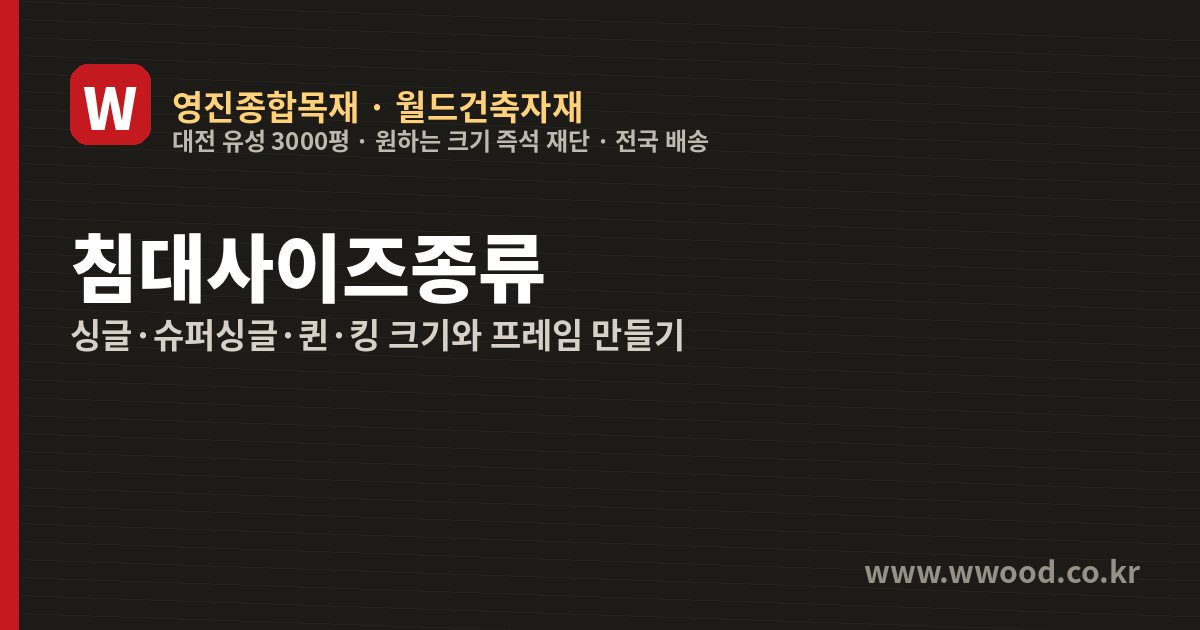 W
영진종합목재 · 월드건축자재
대전 유성 3000평 · 원하는 크기 즉석 재단 · 전국 배송
침대사이즈종류
싱글·슈퍼싱글·퀸·킹 크기와 프레임 만들기
www.wwood.co.kr